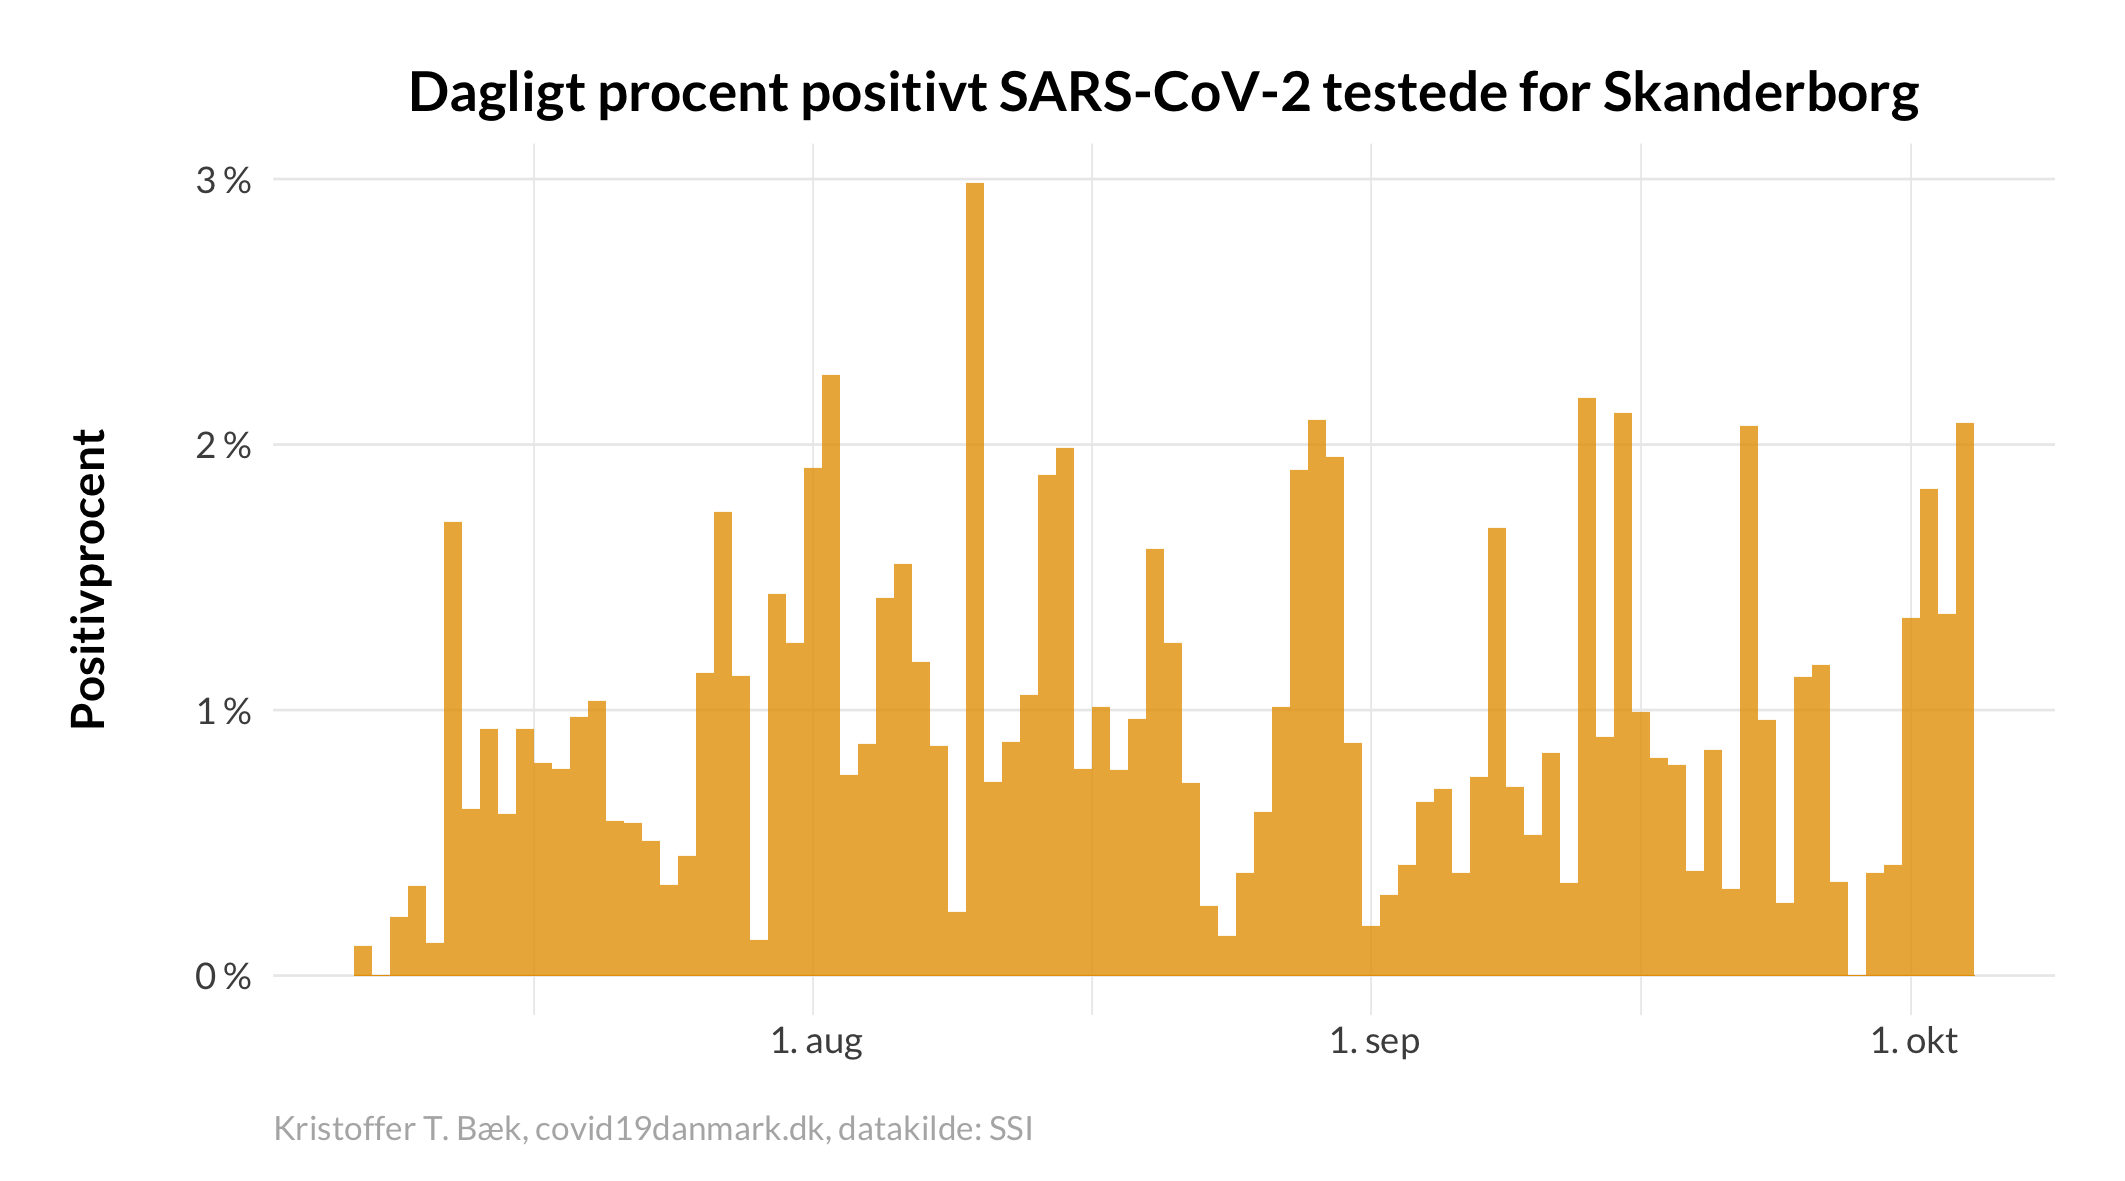 Dagligt procent positivt SARS-CoV-2 testede for Skanderborg
Positivprocent
3 %
2 %
1 %
0 %
1. aug
1. sep
1. okt
Kristoffer T. Bæk, covid19danmark.dk, datakilde: SSI